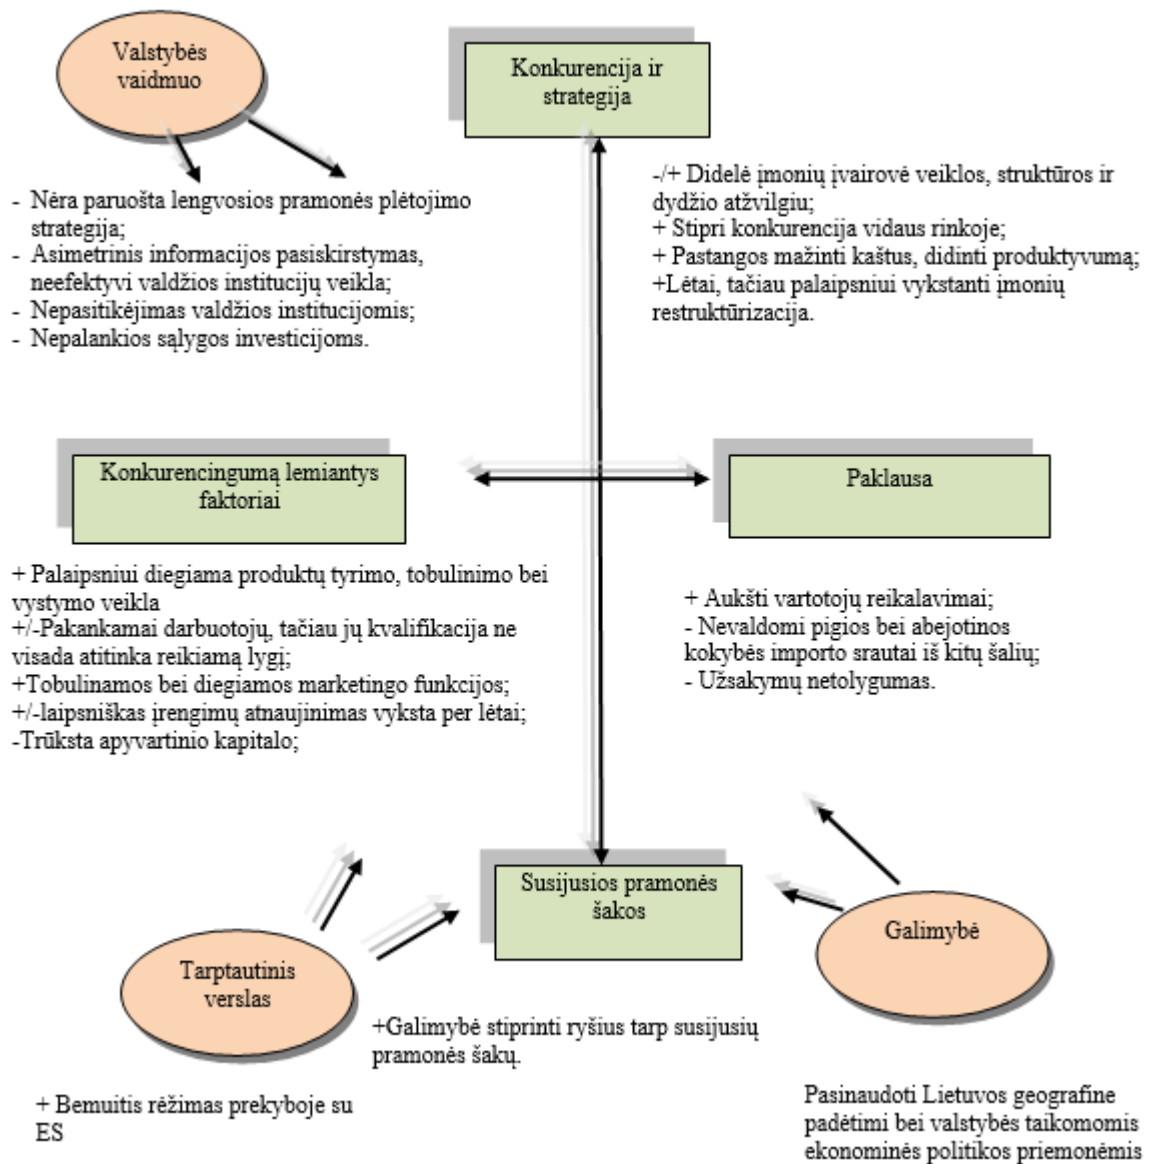 Valstybės
vaidmuo
Konkurencija ir
strategija
- Nėra paruošta lengvosios pramonės plėtojimo
strategija;
- Asimetrinis informacijos pasiskirstymas,
neefektyvi valdžios institucijų veikla;
- Nepasitikėjimas valdžios institucijomis;
- Nepalankios sąlygos investicijoms.
-/+ Didelė įmonių įvairovė veiklos, struktūros ir
dydžio atžvilgiu;
+ Stipri konkurencija vidaus rinkoje;
+ Pastangos mažinti kaštus, didinti produktyvumą;
+Lėtai, tačiau palaipsniui vykstanti įmonių
restruktūrizacija.
Konkurencingumą lemiantys
faktoriai
Paklausa
+ Palaipsniui diegiama produktų tyrimo, tobulinimo bei
vystymo veikla
+/-Pakankamai darbuotojų, tačiau jų kvalifikacija ne
visada atitinka reikiamą lygį;
+Tobulinamos bei diegiamos marketingo funkcijos;
+/-laipsniškas įrengimų atnaujinimas vyksta per lėtai;
-Trūksta apyvartinio kapitalo;
+ Aukšti vartotojų reikalavimai;
- Nevaldomi pigios bei abejotinos
kokybės importo srautai iš kitų šalių;
- Užsakymų netolygumas.
Susijusios pramonės
šakos
Galimybė
Tarptautinis
verslas
+Galimybė stiprinti ryšius tarp susijusių
pramonės šakų.
+ Bemuitis rėžimas prekyboje su
ES
Pasinaudoti Lietuvos geografine
padėtimi bei valstybės taikomomis
ekonominės politikos priemonėmis